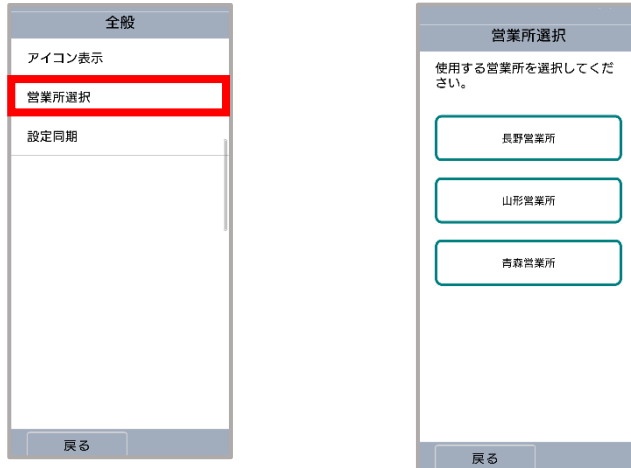 全般
アイコン表示
営業所選択
設定同期
戻る
営業所選択
使用する営業所を選択してくだ
さい。
長野営業所
山形営業所
青森営業所
戻る